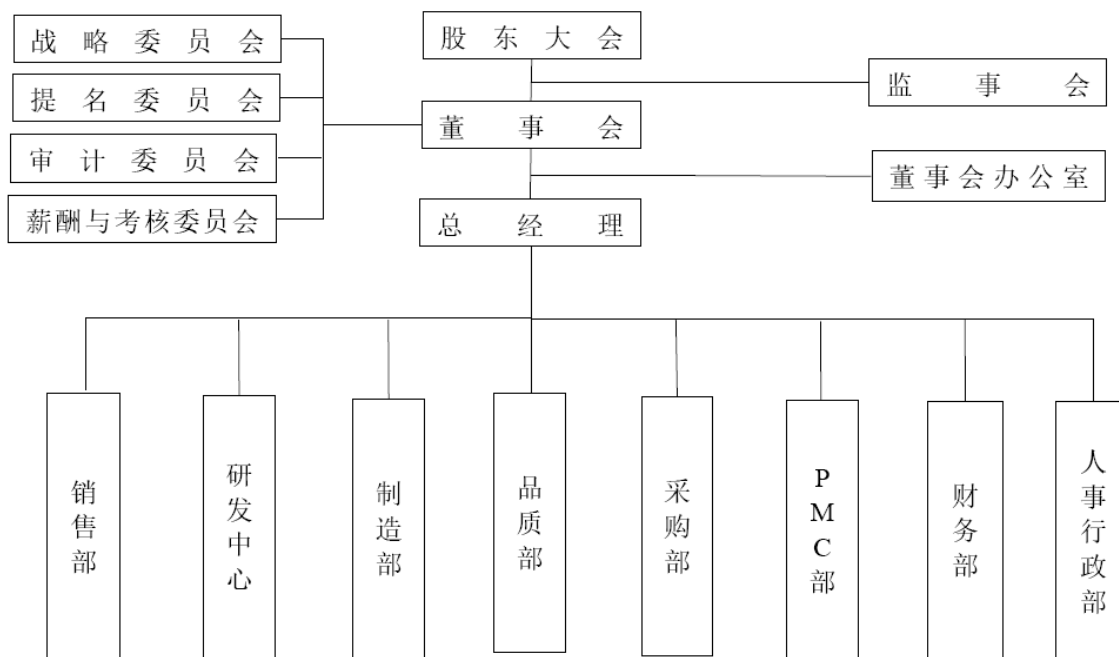 战略委员会
股东大会
提名委员会
监事会
董事会
审计委员会
董事会办公室
薪酬与考核委员会
总经理
销售部
研发中心
制造部
品质部
采购部
PMC部
财务部
人事行政部